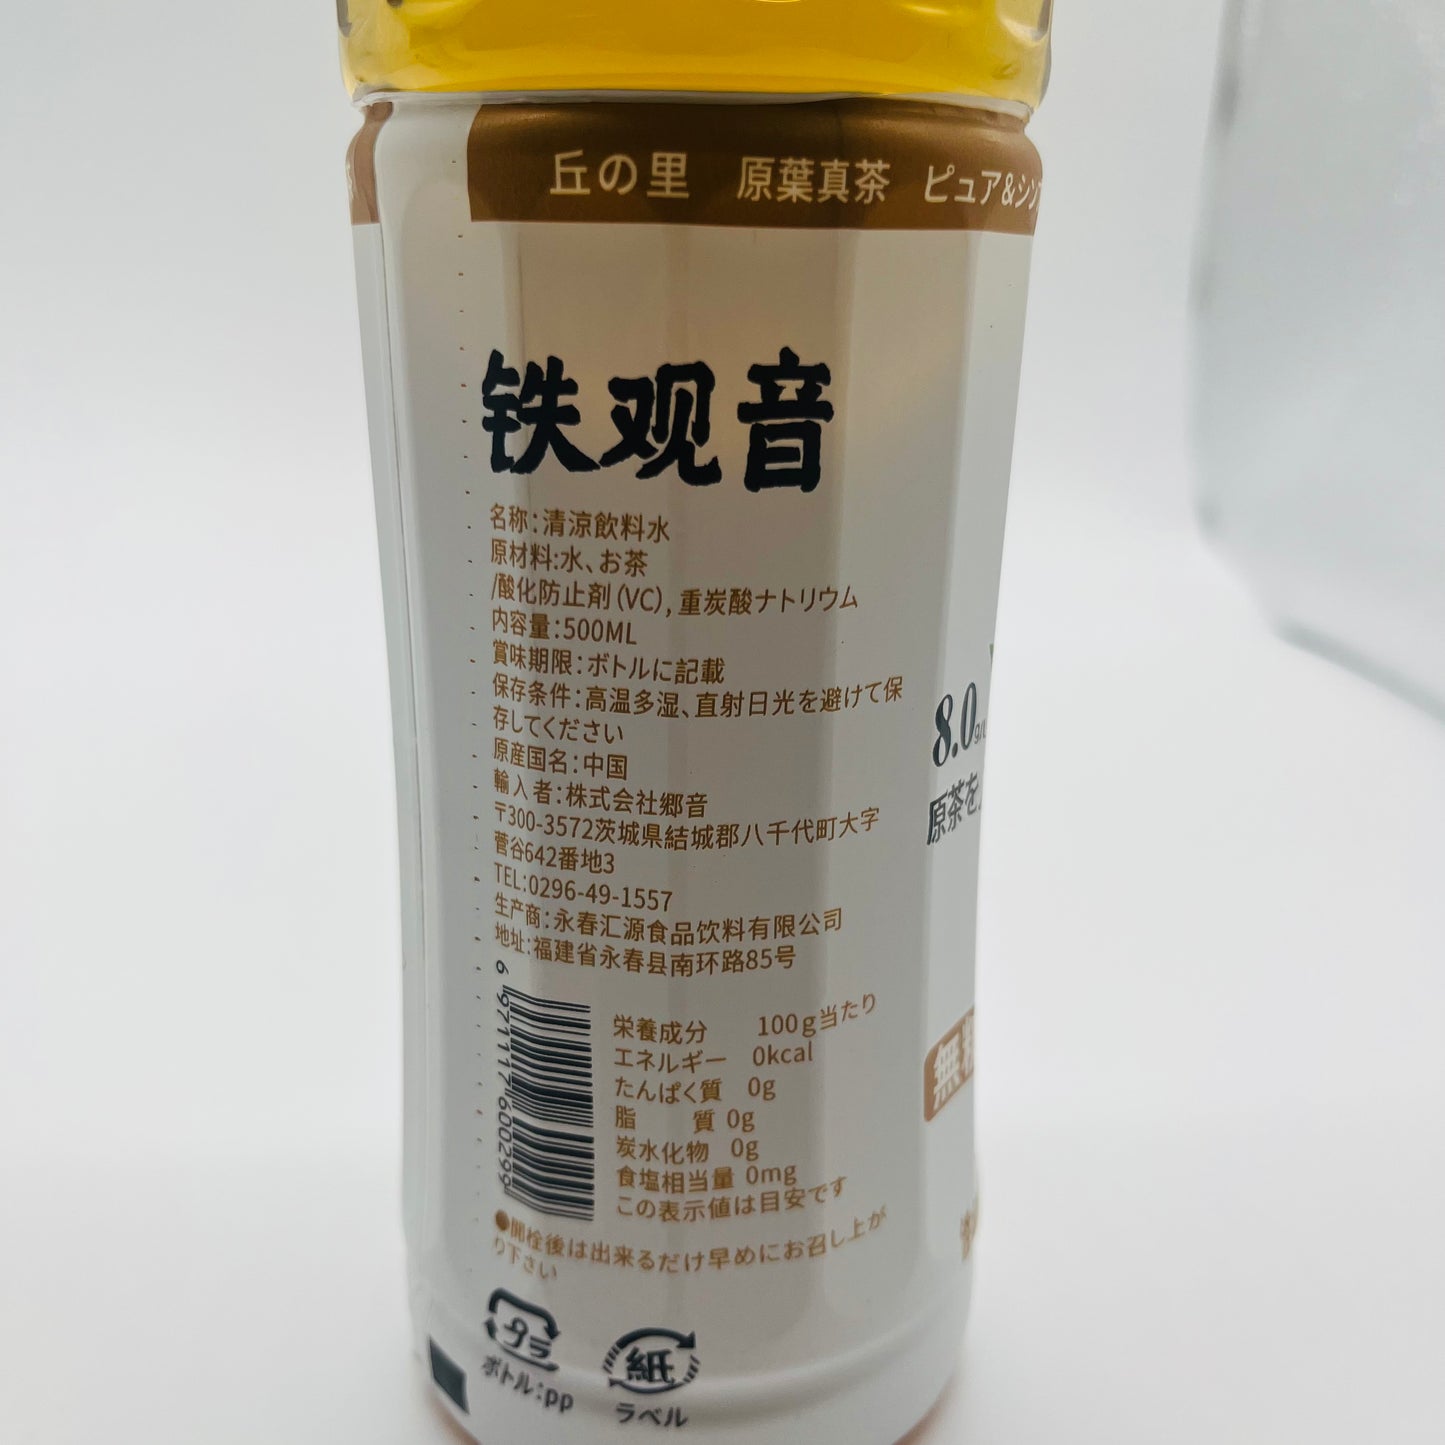 丘の里 原葉真茶 ピュア&シン
铁观音
名称:清涼飲料水
原材料:水、お茶
/酸化防止剤(VC),重炭酸ナトリウム
内容量:500ML
賞味期限:ボトルに記載
保存条件:高温多湿、直射日光を避けて保
存してください
原産国名:中国
輸入者:株式会社郷音
〒300-3572茨城県結城郡八千代町大字
菅谷642番地3
TEL:0296-49-1557
生产商:永春汇源食品饮料有限公司
地址:福建省永春县南环路85号
6 971117 600299
栄養成分 100g当たり
エネルギー 0kcal
たんぱく質 0g
脂 質 0g
炭水化物 0g
食塩相当量 0mg
この表示値は目安です
●開栓後は出来るだけ早めにお召し上が
り下さい
プラ
ボトル:pp
紙
ラベル
8.0
原茶を
無